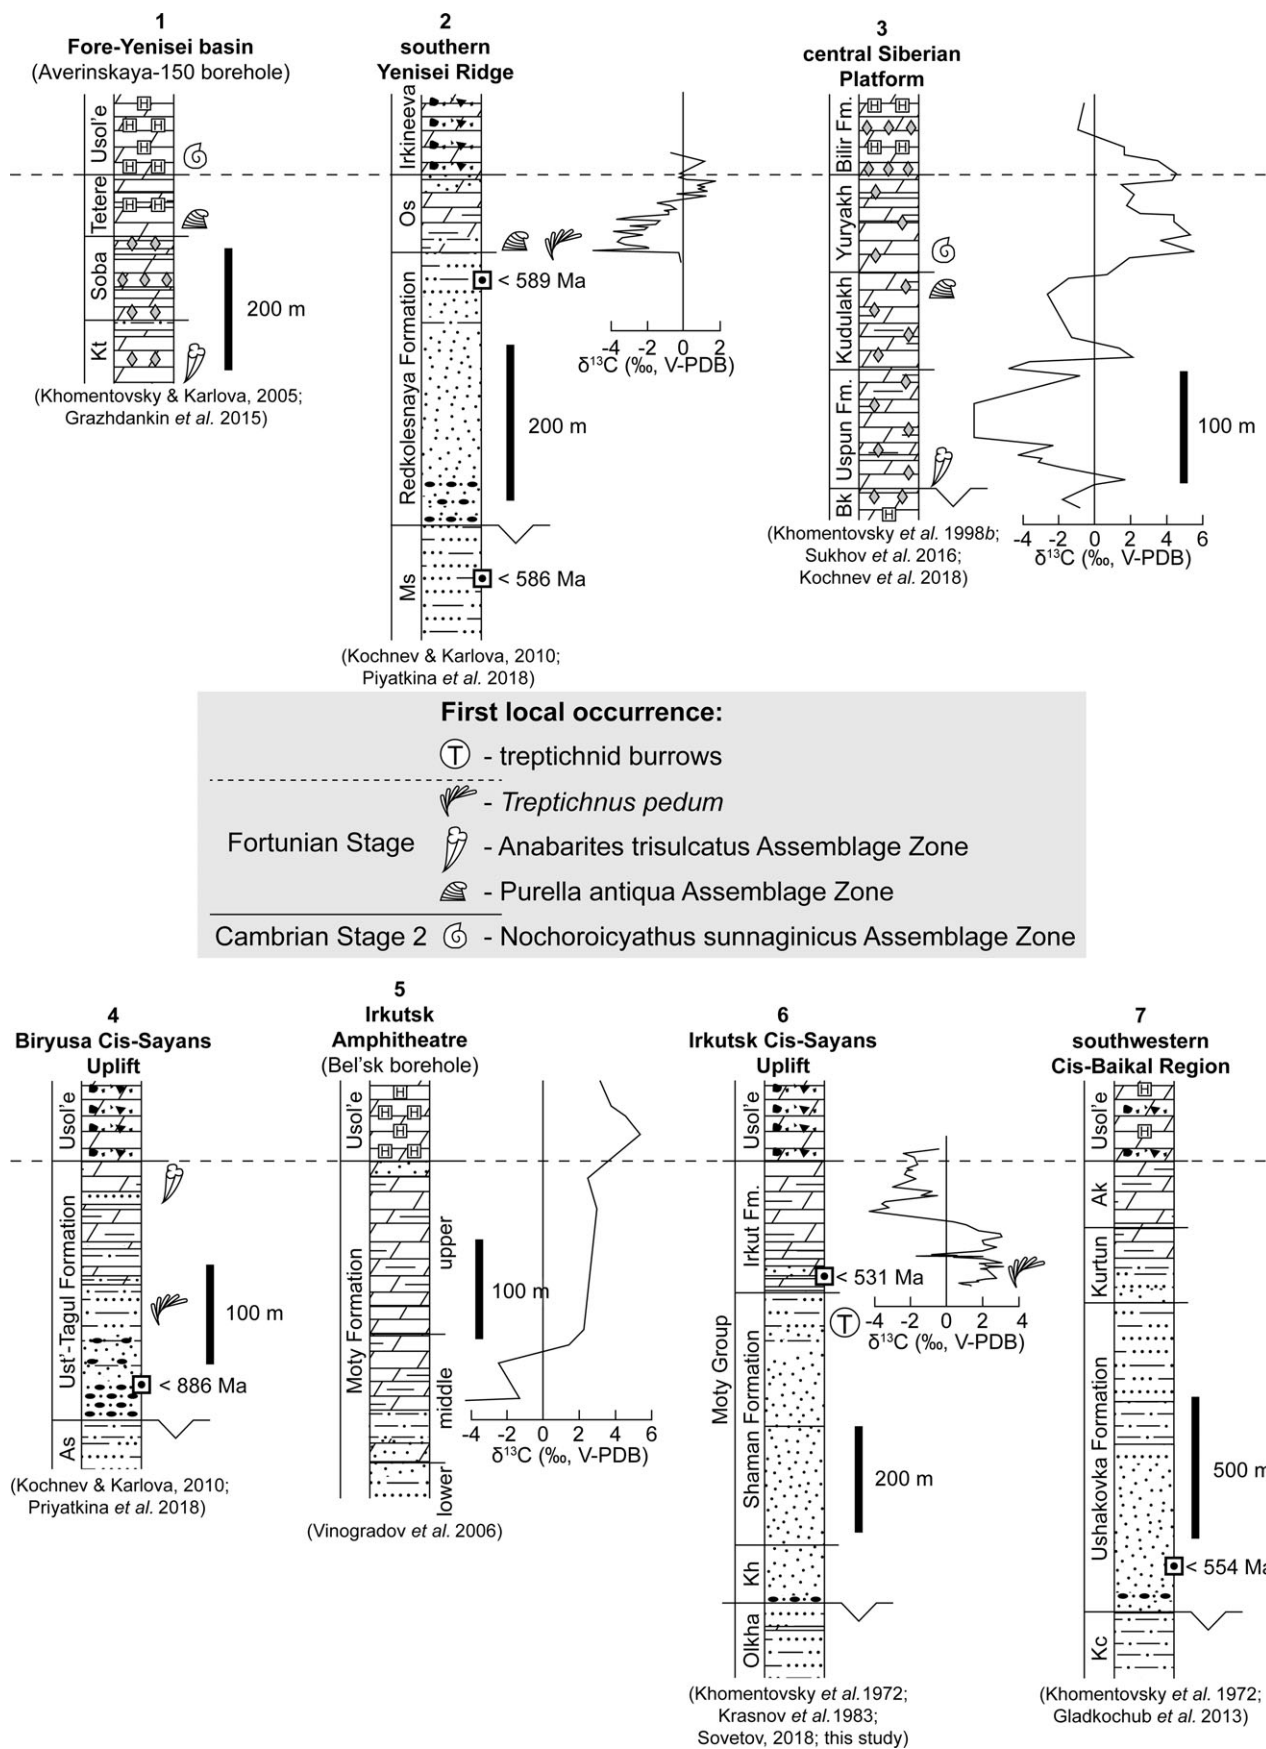 1
Fore-Yenisei basin
(Averinskaya-150 borehole)
Usol'e
Tetere
Soba
Kt
200 m
(Khomentovsky & Karlova, 2005;
Grazhdankin et al. 2015)
2
southern
Yenisei Ridge
Irkineeva
Os
Redkolesnaya Formation
Ms
< 589 Ma
200 m
< 586 Ma
-4 -2 0 2
δ13C (‰, V-PDB)
(Kochnev & Karlova, 2010;
Piyatkina et al. 2018)
3
central Siberian
Platform
Bilir Fm.
Yuryakh
Kudulakh
Uspun Fm.
Bk
H
100 m
-4 -2 0 2 4 6
δ13C (‰, V-PDB)
(Khomentovsky et al. 1998b;
Sukhov et al. 2016;
Kochnev et al. 2018)
First local occurrence:
T - treptichnid burrows
- Treptichnus pedum
Fortunian Stage
- Anabarites trisulcatus Assemblage Zone
- Purella antiqua Assemblage Zone
Cambrian Stage 2 - Nochoroicyathus sunnaginicus Assemblage Zone
4
Biryusa Cis-Sayans
Uplift
Usol'e
Ust'-Tagul Formation
As
100 m
< 886 Ma
(Kochnev & Karlova, 2010;
Priyatkina et al. 2018)
5
Irkutsk
Amphitheatre
(Bel'sk borehole)
Usol'e
Moty Formation
upper
middle
lower
100 m
-4 -2 0 2 4 6
δ13C (‰, V-PDB)
(Vinogradov et al. 2006)
6
Irkutsk Cis-Sayans
Uplift
Usol'e
Irkut Fm.
Moty Group
Shaman Formation
Kh
Olkha
< 531 Ma
T
-4 -2 0 2 4
δ13C (‰, V-PDB)
200 m
(Khomentovsky et al. 1972;
Krasnov et al. 1983;
Sovetov, 2018; this study)
7
southwestern
Cis-Baikal Region
Usol'e
Ak
Kurtun
Ushakovka Formation
Kc
500 m
< 554 Ma
(Khomentovsky et al. 1972;
Gladkochub et al. 2013)